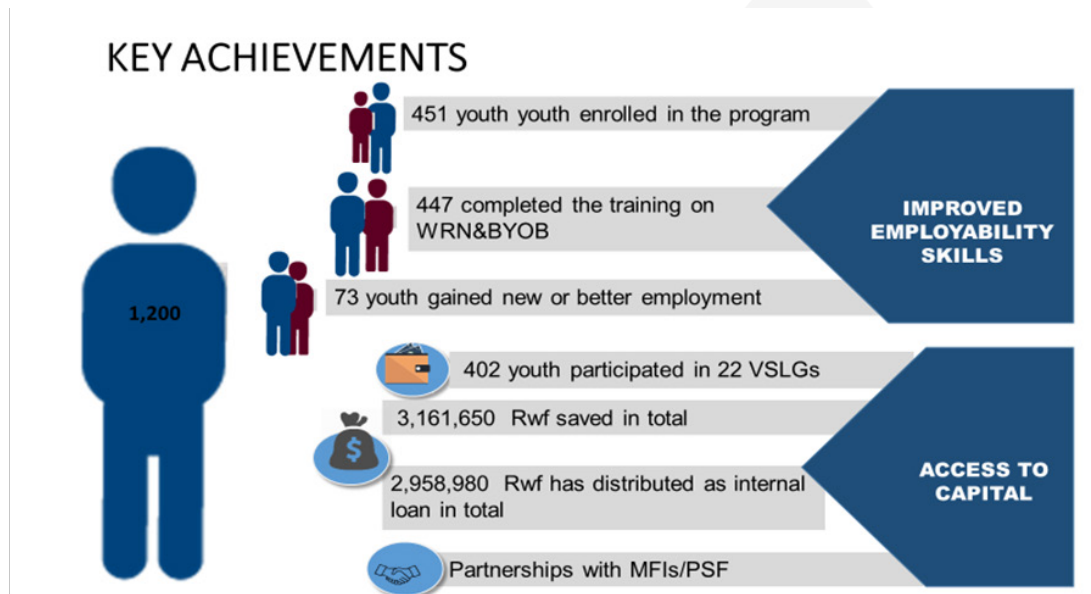 KEY ACHIEVEMENTS
451 youth youth enrolled in the program
447 completed the training on
WRN&BYOB
73 youth gained new or better employment
IMPROVED
EMPLOYABILITY
SKILLS
1,200
402 youth participated in 22 VSLGs
3,161,650 Rwf saved in total
$
2,958,980 Rwf has distributed as internal
loan in total
Partnerships with MFIs/PSF
ACCESS TO
CAPITAL